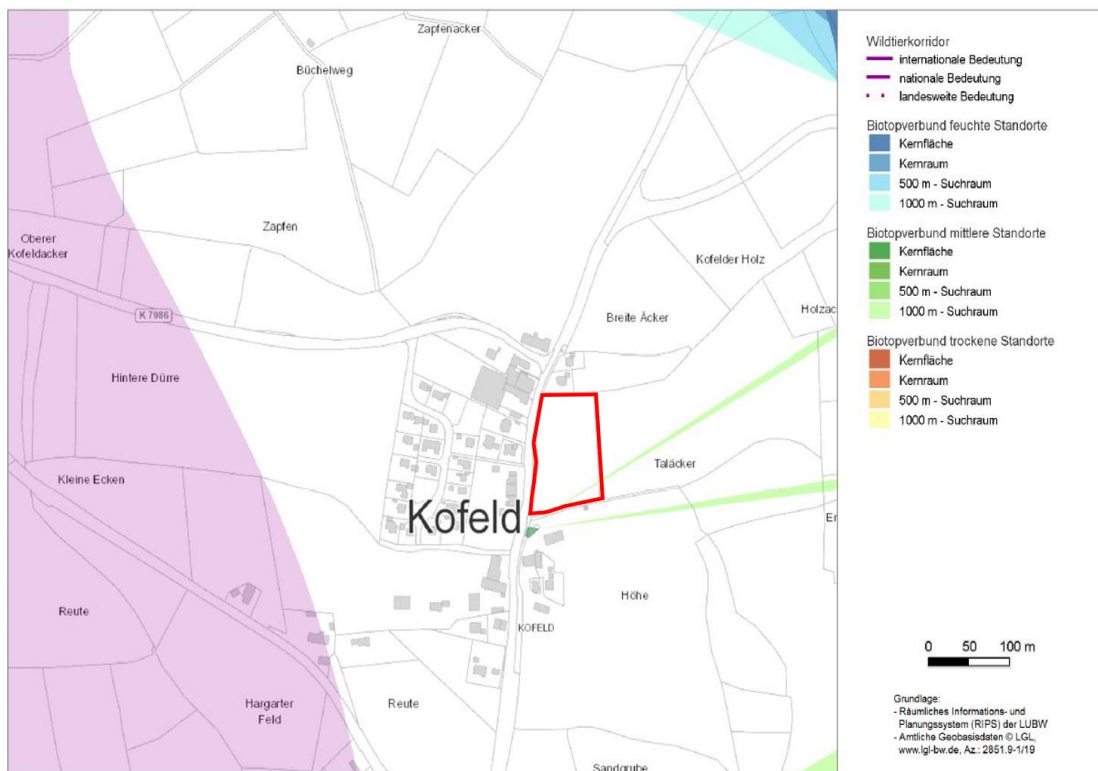 Zapfenacker
Büchelweg
Zapfen
Oberer
Kofeldacker
Kofelder Holz
K 7986
Breite Äcker
Holzac
Hintere Dürre
Taläcker
Kleine Ecken
Kofeld
Er
Höhe
Reute
KOFELD
Hargarter
Feld
Reute
Sandgrube
Wildtierkorridor
internationale Bedeutung
nationale Bedeutung
landesweite Bedeutung
Biotopverbund feuchte Standorte
Kernfläche
Kernraum
500 m - Suchraum
1000 m - Suchraum
Biotopverbund mittlere Standorte
Kernfläche
Kernraum
500 m - Suchraum
1000 m - Suchraum
Biotopverbund trockene Standorte
Kernfläche
Kernraum
500 m - Suchraum
1000 m - Suchraum
0 50 100 m
Grundlage:
- Räumliches Informations- und
Planungssystem (RIPS) der LUBW
- Amtliche Geobasisdaten © LGL,
www.lgl-bw.de, Az.: 2851.9-1/19